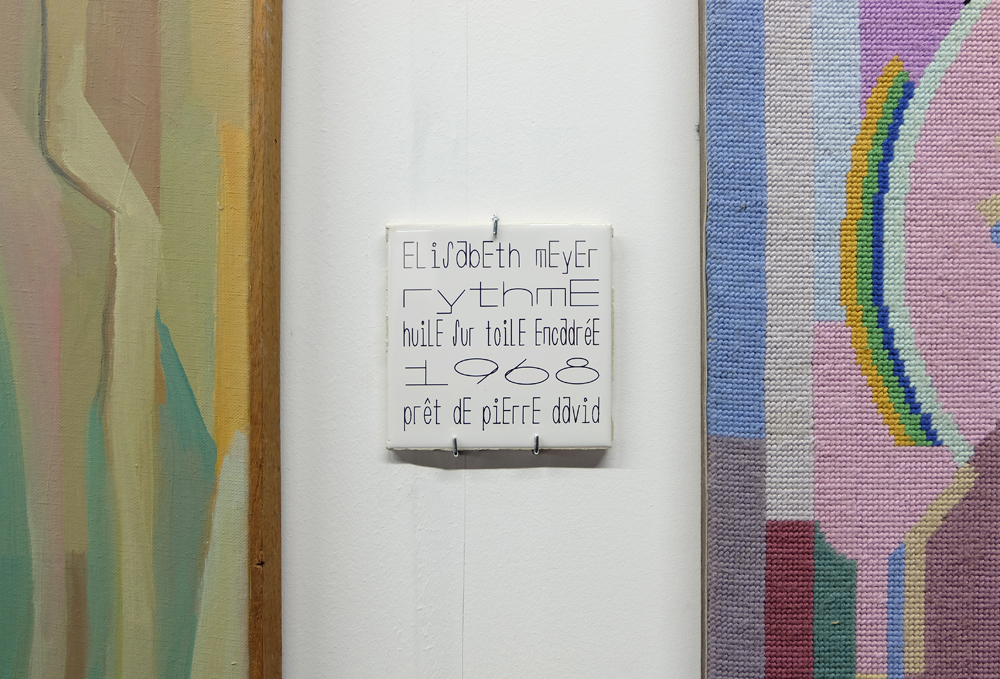 ELisabEth mEyEr
rythmE
huilE sur toilE EncadréE
1968
prêt dE piErrE david